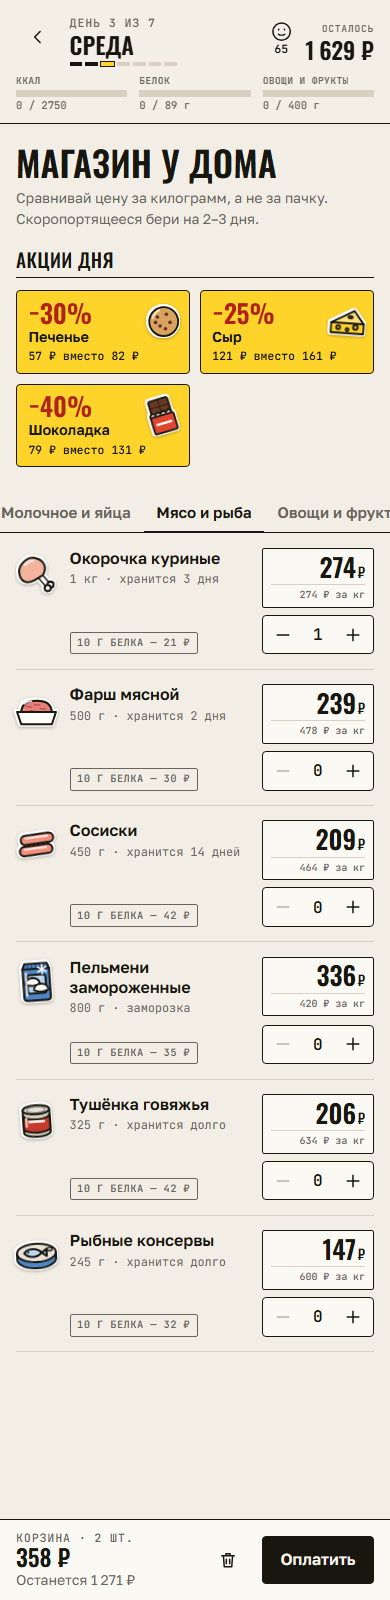 ДЕНЬ 3 ИЗ 7
СРЕДА
65
ОСТАЛОСЬ
1 629 ₽
ККАЛ
0 / 2750
БЕЛОК
0 / 89 г
ОВОЩИ И ФРУКТЫ
0 / 400 г
МАГАЗИН У ДОМА
Сравнивай цену за килограмм, а не за пачку.
Скоропортящееся бери на 2–3 дня.
АКЦИИ ДНЯ
−30%
Печенье
57 ₽ вместо 82 ₽
−25%
Сыр
121 ₽ вместо 161 ₽
−40%
Шоколадка
79 ₽ вместо 131 ₽
Молочное и яйца
Мясо и рыба
Овощи и фрукт
Окорочка куриные
1 кг · хранится 3 дня
10 Г БЕЛКА — 21 ₽
274 ₽
274 ₽ за кг
— 1 +
Фарш мясной
500 г · хранится 2 дня
10 Г БЕЛКА — 30 ₽
239 ₽
478 ₽ за кг
— 0 +
Сосиски
450 г · хранится 14 дней
10 Г БЕЛКА — 42 ₽
209 ₽
464 ₽ за кг
— 0 +
Пельмени
замороженные
800 г · заморозка
10 Г БЕЛКА — 35 ₽
336 ₽
420 ₽ за кг
— 0 +
Тушёнка говяжья
325 г · хранится долго
10 Г БЕЛКА — 42 ₽
206 ₽
634 ₽ за кг
— 0 +
Рыбные консервы
245 г · хранится долго
10 Г БЕЛКА — 32 ₽
147 ₽
600 ₽ за кг
— 0 +
КОРЗИНА · 2 ШТ.
358 ₽
Останется 1 271 ₽
Оплатить